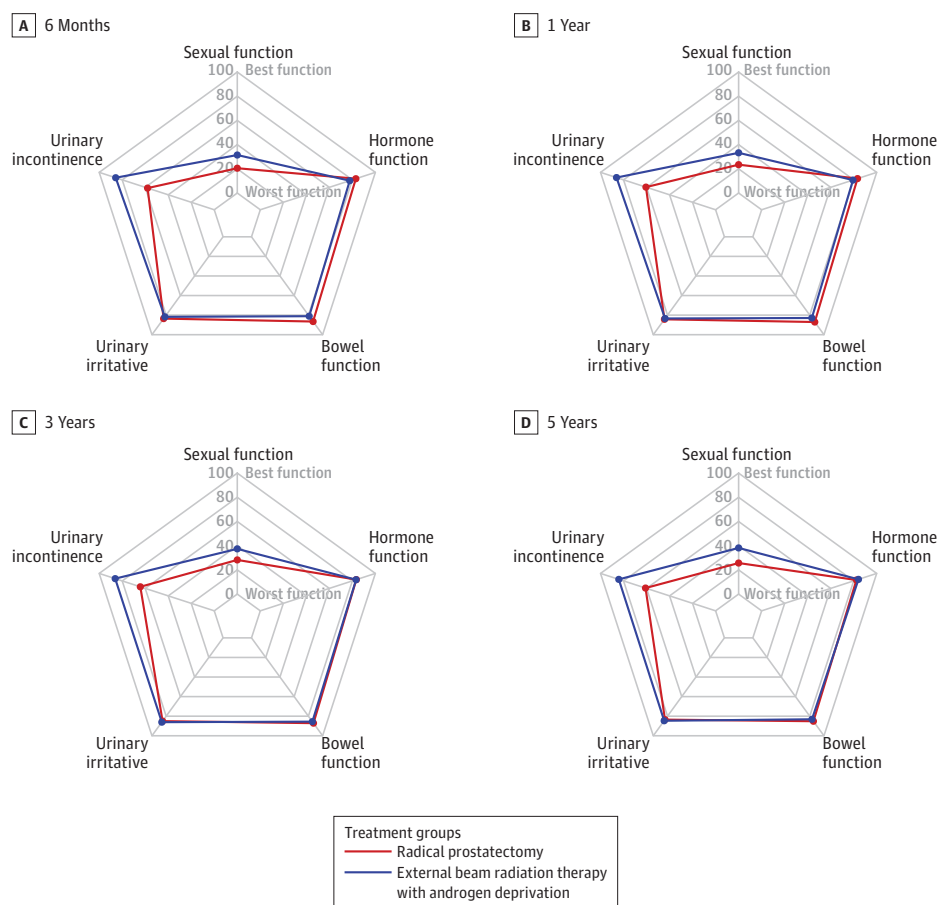 A 6 Months
Sexual function
100 Best function
80
60
40
20
0 Worst function
Urinary
incontinence
Hormone
function
Urinary
irritative
Bowel
function
B 1 Year
Sexual function
100 Best function
80
60
40
20
0 Worst function
Urinary
incontinence
Hormone
function
Urinary
irritative
Bowel
function
C 3 Years
Sexual function
100 Best function
80
60
40
20
0 Worst function
Urinary
incontinence
Hormone
function
Urinary
irritative
Bowel
function
D 5 Years
Sexual function
100 Best function
80
60
40
20
0 Worst function
Urinary
incontinence
Hormone
function
Urinary
irritative
Bowel
function
Treatment groups
Radical prostatectomy
External beam radiation therapy
with androgen deprivation